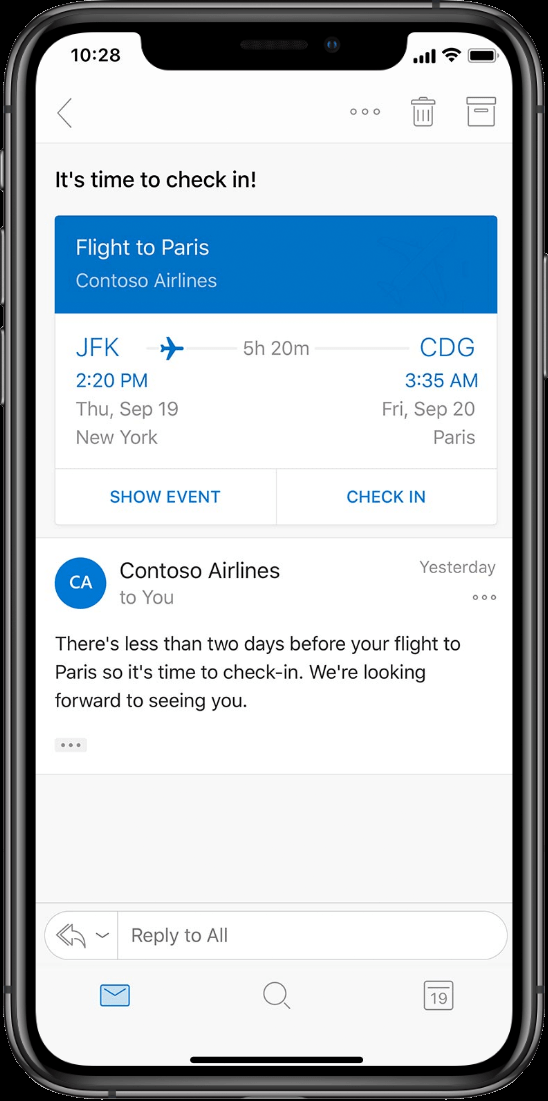 10:28
It's time to check in!
Flight to Paris
Contoso Airlines
JFK 5h 20m CDG
2:20 PM 3:35 AM
Thu, Sep 19 Fri, Sep 20
New York Paris
SHOW EVENT CHECK IN
CA Contoso Airlines Yesterday
to You
There's less than two days before your flight to
Paris so it's time to check-in. We're looking
forward to seeing you.
Reply to All
19